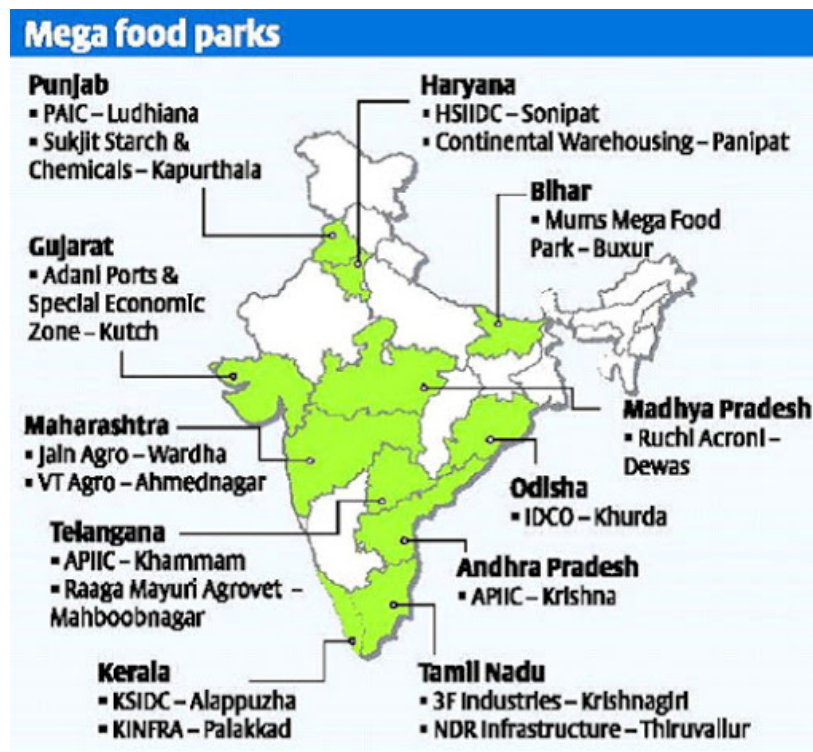 Mega food parks
Punjab
▪ PAIC – Ludhiana
▪ Sukjit Starch &
Chemicals – Kapurthala
Haryana
▪ HSIIDC – Sonipat
▪ Continental Warehousing – Panipat
Bihar
▪ Mums Mega Food
Park – Buxur
Gujarat
▪ Adani Ports &
Special Economic
Zone – Kutch
Madhya Pradesh
▪ Ruchi Acroni –
Dewas
Maharashtra
▪ Jain Agro – Wardha
▪ VT Agro – Ahmednagar
Odisha
▪ IDCO – Khurda
Telangana
▪ APIIC – Khammam
▪ Raaga Mayuri Agrovet –
Mahboobnagar
Andhra Pradesh
▪ APIIC – Krishna
Kerala
▪ KSIDC – Alappuzha
▪ KINFRA – Palakkad
Tamil Nadu
▪ 3F Industries – Krishnagiri
▪ NDR Infrastructure – Thiruvallur